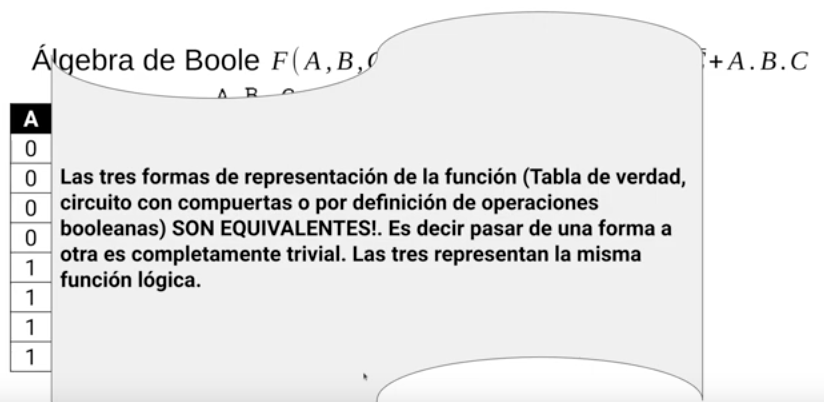 Álgebra de Boole F(A,B, +A.B.C
A B C
A
0
0
0
0
1
1
1
1
Las tres formas de representación de la función (Tabla de verdad,
circuito con compuertas o por definición de operaciones
booleanas) SON EQUIVALENTES!. Es decir pasar de una forma a
otra es completamente trivial. Las tres representan la misma
función lógica.